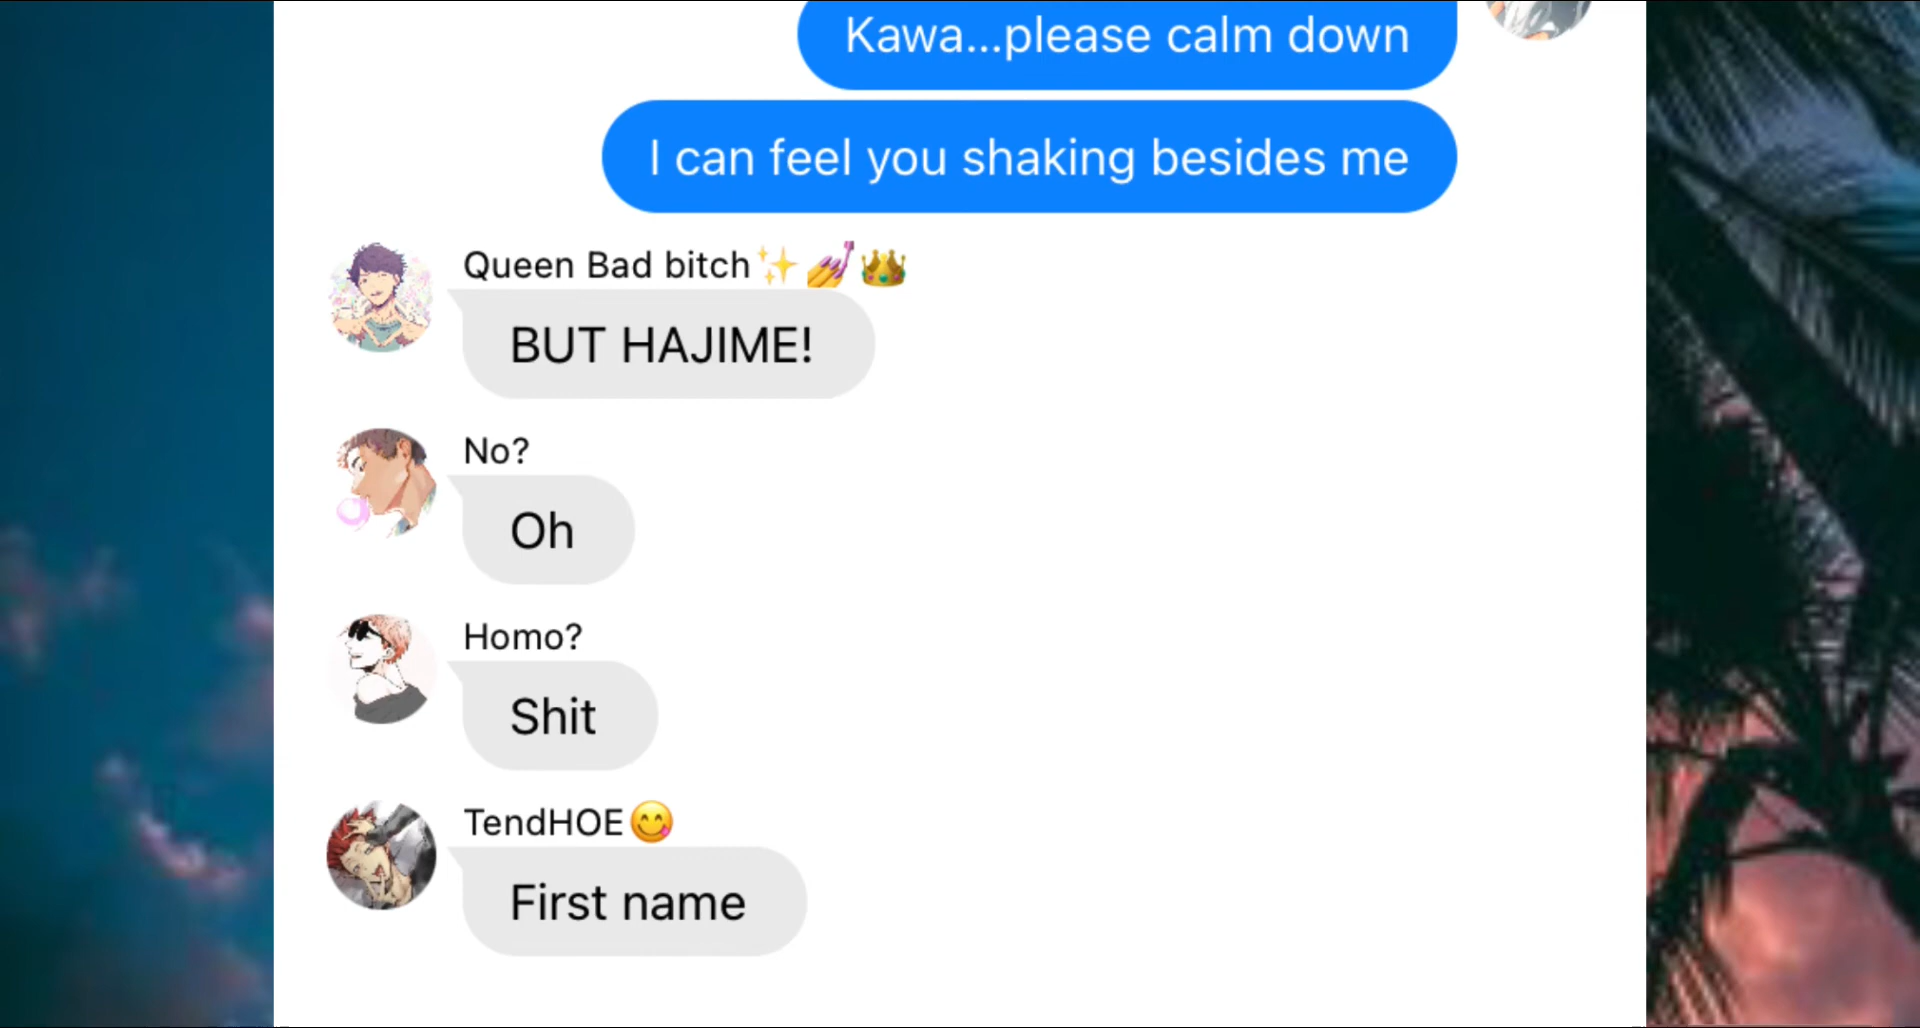 Kawa...please calm down
I can feel you shaking besides me
Queen Bad bitch✨💅👑
BUT HAJIME!
No?
Oh
Homo?
Shit
TendHOE😋
First name